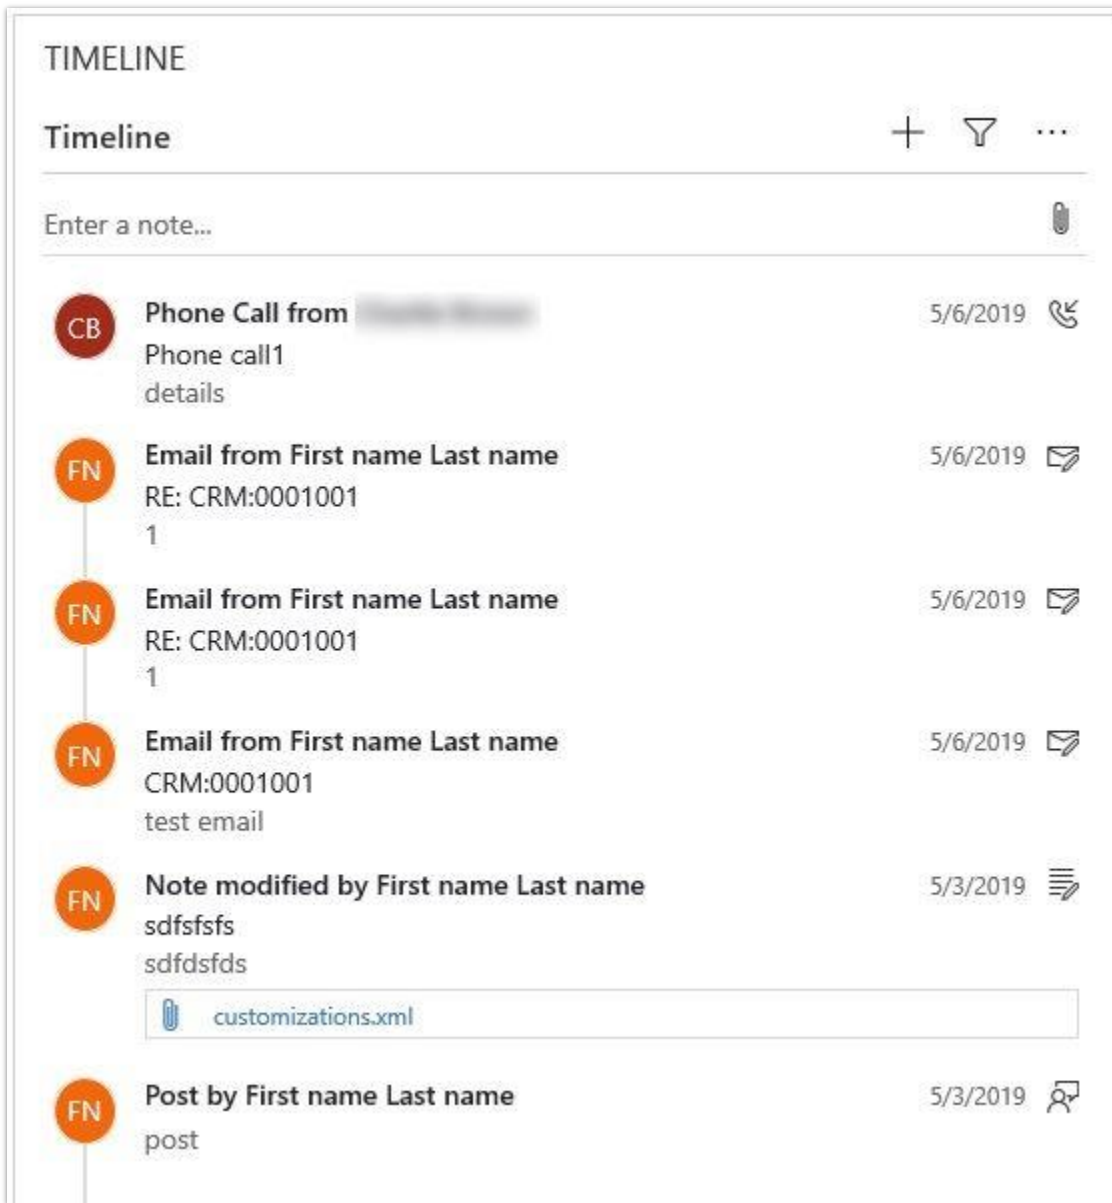 TIMELINE
Timeline
Enter a note...
CB Phone Call from 5/6/2019
Phone call1
details
FN Email from First name Last name 5/6/2019
RE: CRM:0001001
1
FN Email from First name Last name 5/6/2019
RE: CRM:0001001
1
FN Email from First name Last name 5/6/2019
CRM:0001001
test email
FN Note modified by First name Last name 5/3/2019
sdfsfsfs
sdfdsfds
customizations.xml
FN Post by First name Last name 5/3/2019
post